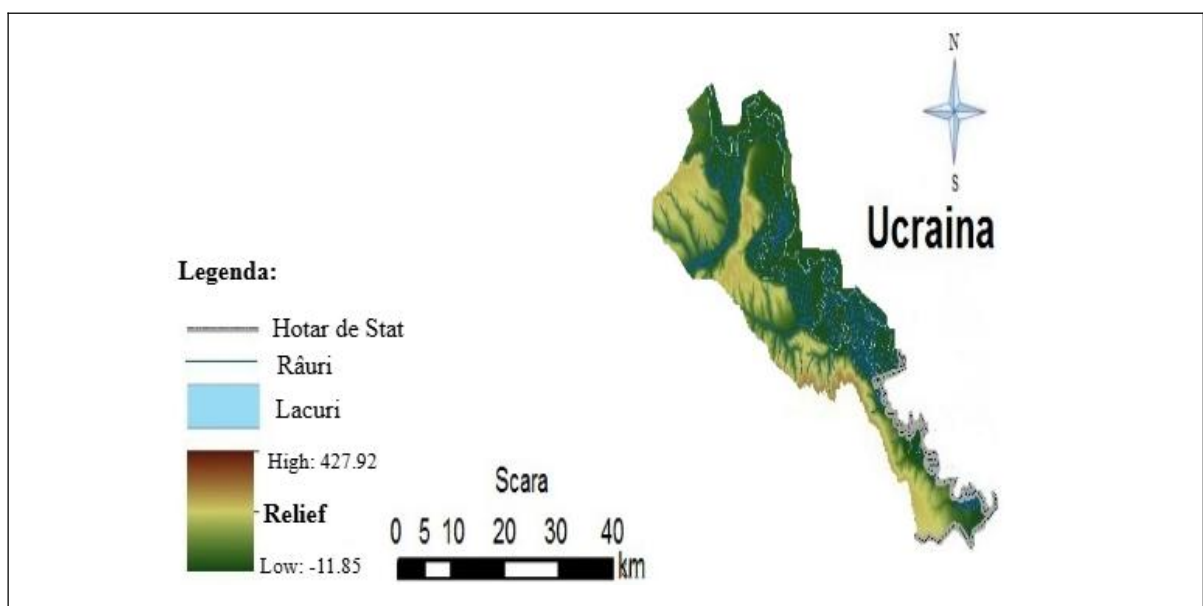 N
S
Ucraina
Legenda:
Hotar de Stat
Râuri
Lacuri
High: 427.92
Relief
Low: -11.85
Scara
0 5 10 20 30 40
km